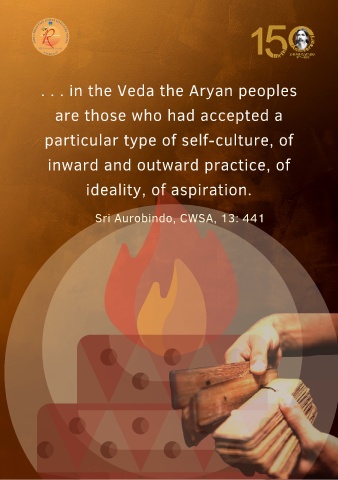 R
150
. . . in the Veda the Aryan peoples
are those who had accepted a
particular type of self-culture, of
inward and outward practice, of
ideality, of aspiration.
Sri Aurobindo, CWSA, 13: 441